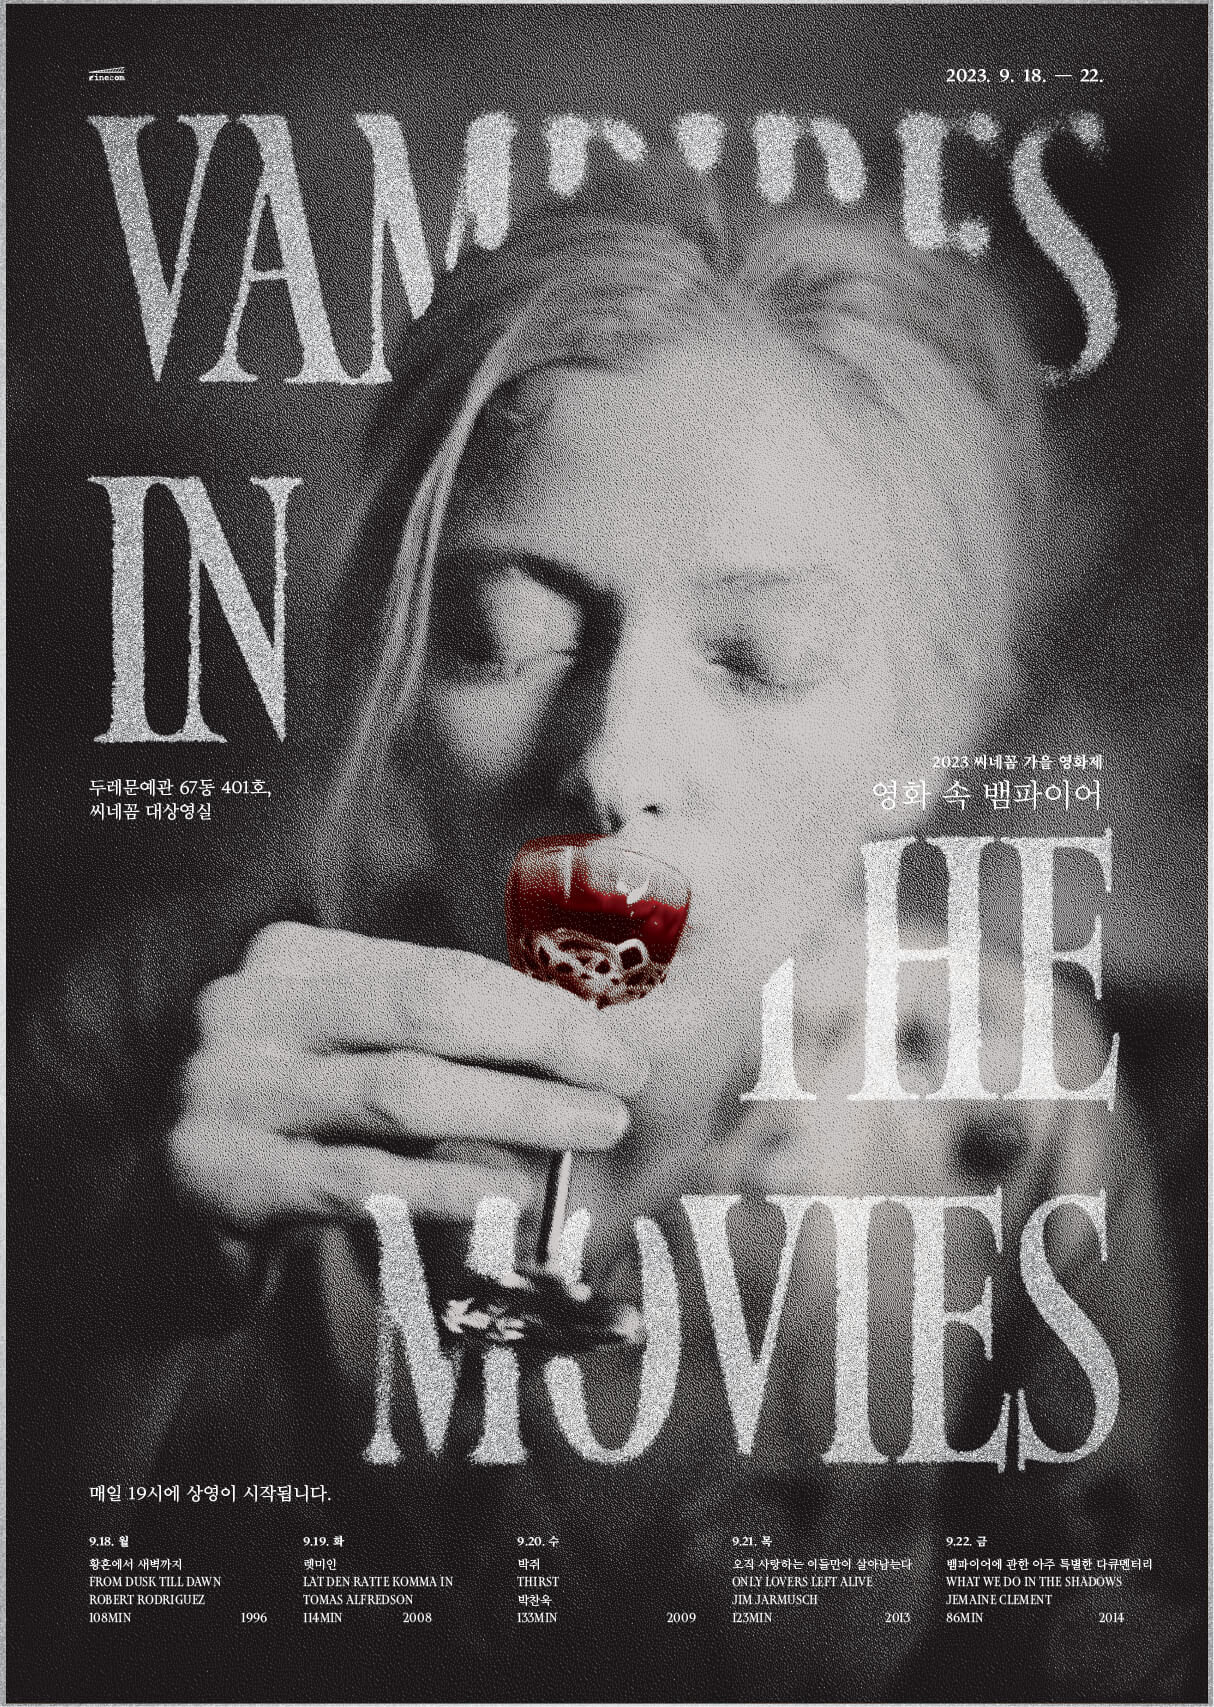 cinecom
2023. 9. 18. — 22.
VAMPIRES
IN
두레문예관 67동 401호,
씨네꼼 대상영실
2023 씨네꼼 가을 영화제
영화 속 뱀파이어
THE
MOVIES
매일 19시에 상영이 시작됩니다.
9.18. 월
황혼에서 새벽까지
FROM DUSK TILL DAWN
ROBERT RODRIGUEZ
108MIN 1996
9.19. 화
렛미인
LAT DEN RATTE KOMMA IN
TOMAS ALFREDSON
114MIN 2008
9.20. 수
박쥐
THIRST
박찬욱
133MIN 2009
9.21. 목
오직 사랑하는 이들만이 살아남는다
ONLY LOVERS LEFT ALIVE
JIM JARMUSCH
123MIN 2013
9.22. 금
뱀파이어에 관한 아주 특별한 다큐멘터리
WHAT WE DO IN THE SHADOWS
JEMAINE CLEMENT
86MIN 2014